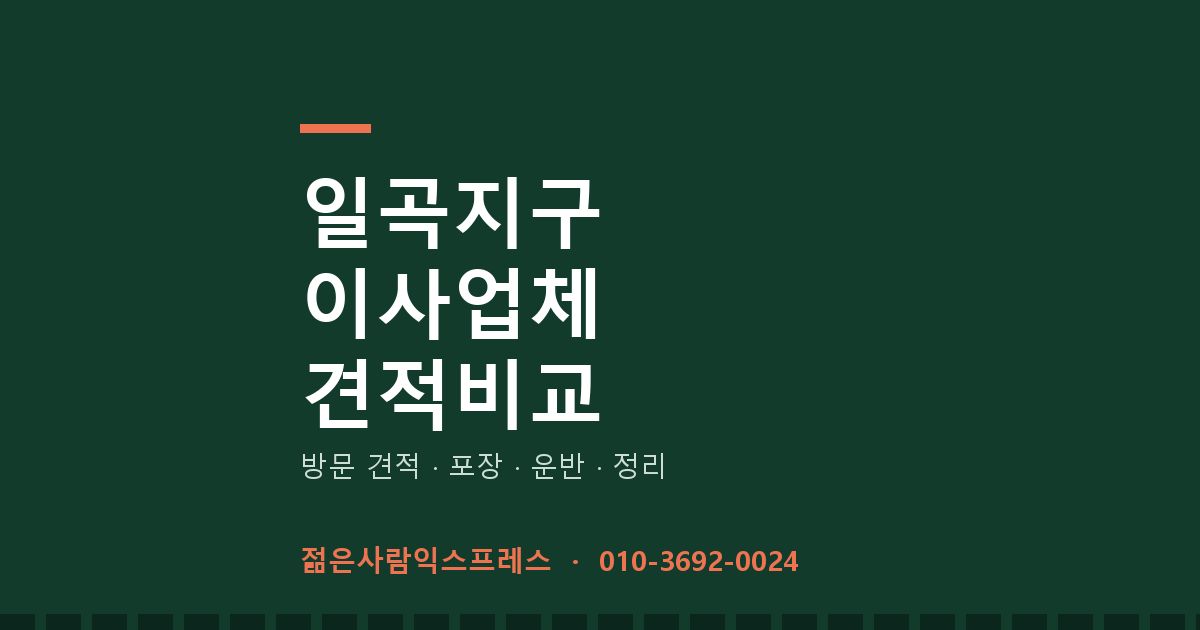 일곡지구
이사업체
견적비교
방문 견적 · 포장 · 운반 · 정리
젊은사람익스프레스 · 010-3692-0024